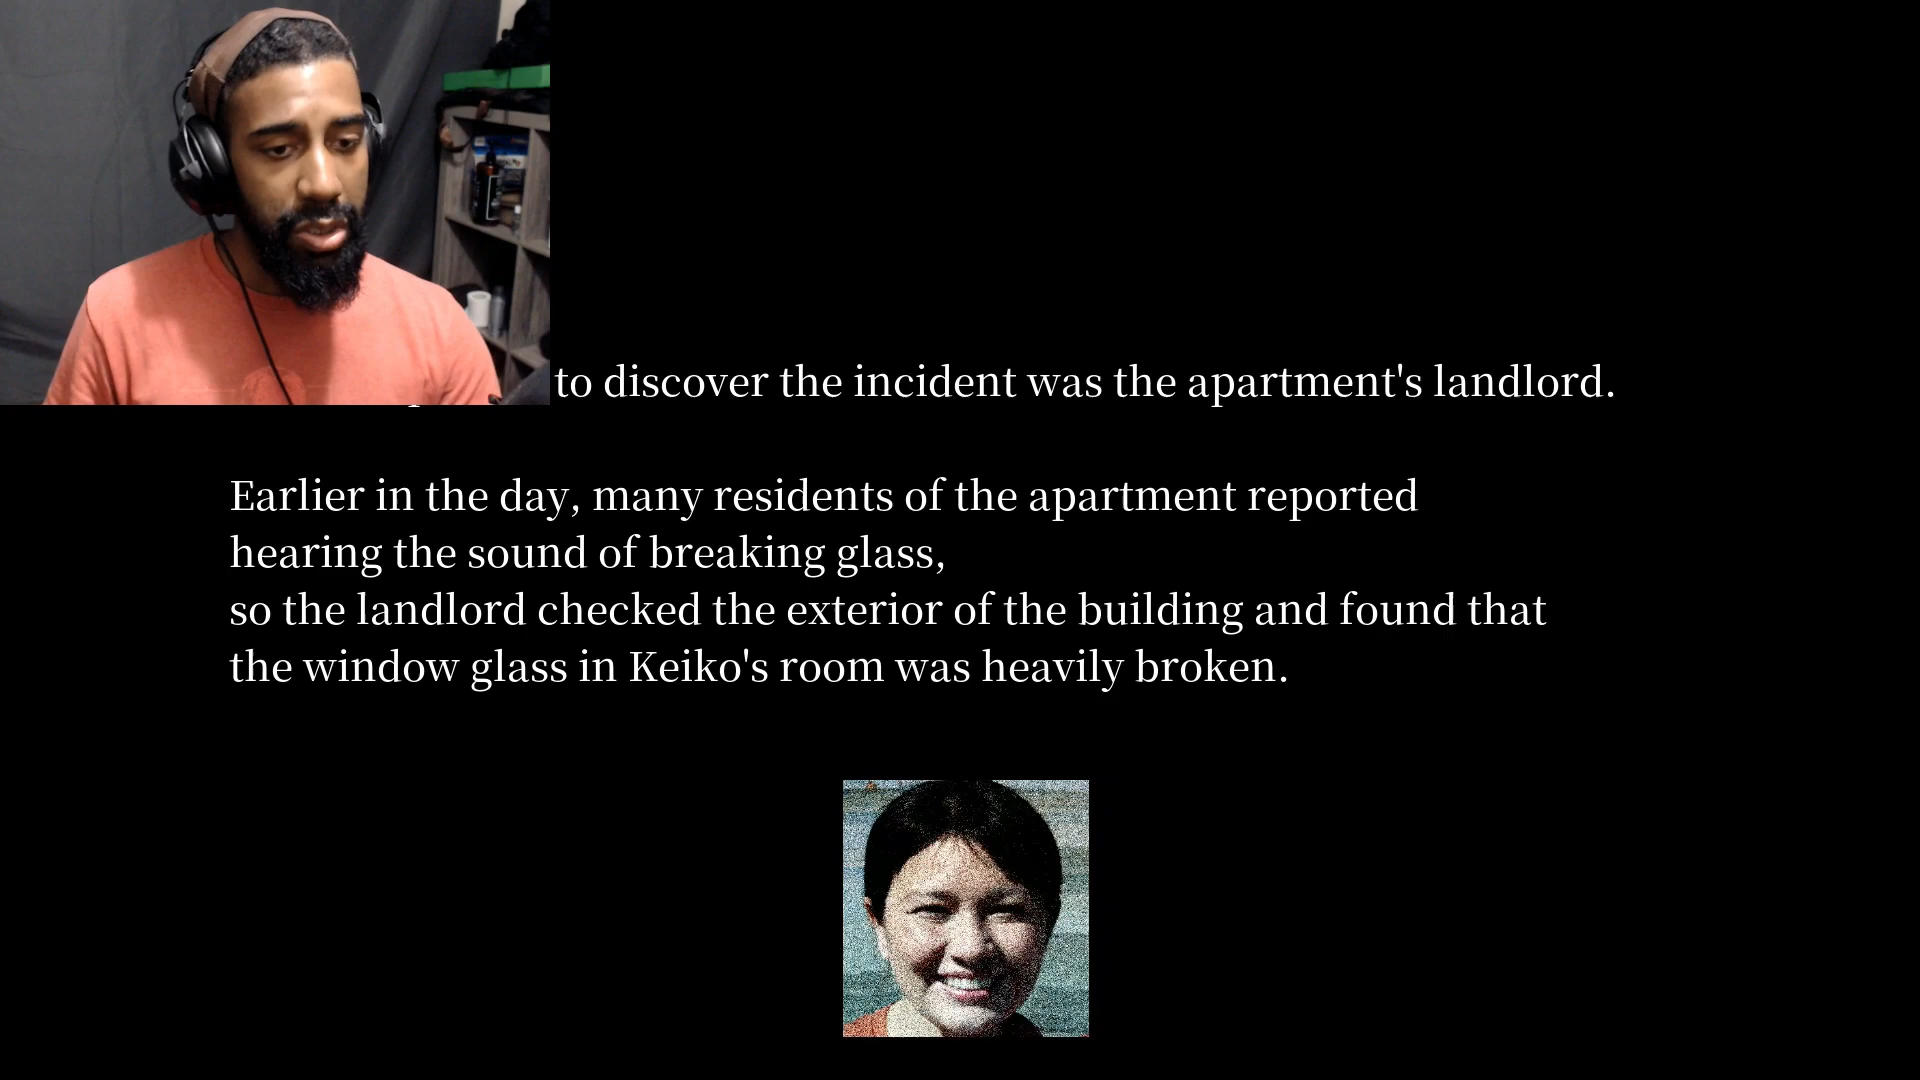 to discover the incident was the apartment's landlord.
Earlier in the day, many residents of the apartment reported
hearing the sound of breaking glass,
so the landlord checked the exterior of the building and found that
the window glass in Keiko's room was heavily broken.